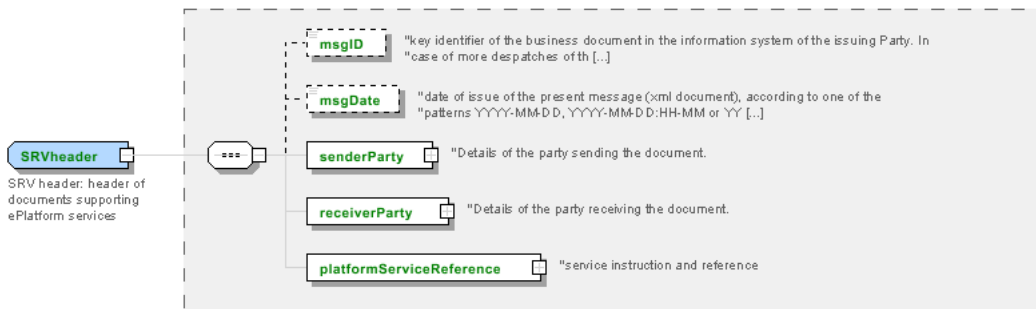 msgID
"key identifier of the business document in the information system of the issuing Party. In
"case of more despatches of th [...]
msgDate
"date of issue of the present message (xml document), according to one of the
"patterns YYYY-MM-DD, YYYY-MM-DD:HH-MM or YY [...]
SRVheader
SRV header: header of
documents supporting
ePlatform services
senderParty
"Details of the party sending the document.
receiverParty
"Details of the party receiving the document.
platformServiceReference
"service instruction and reference